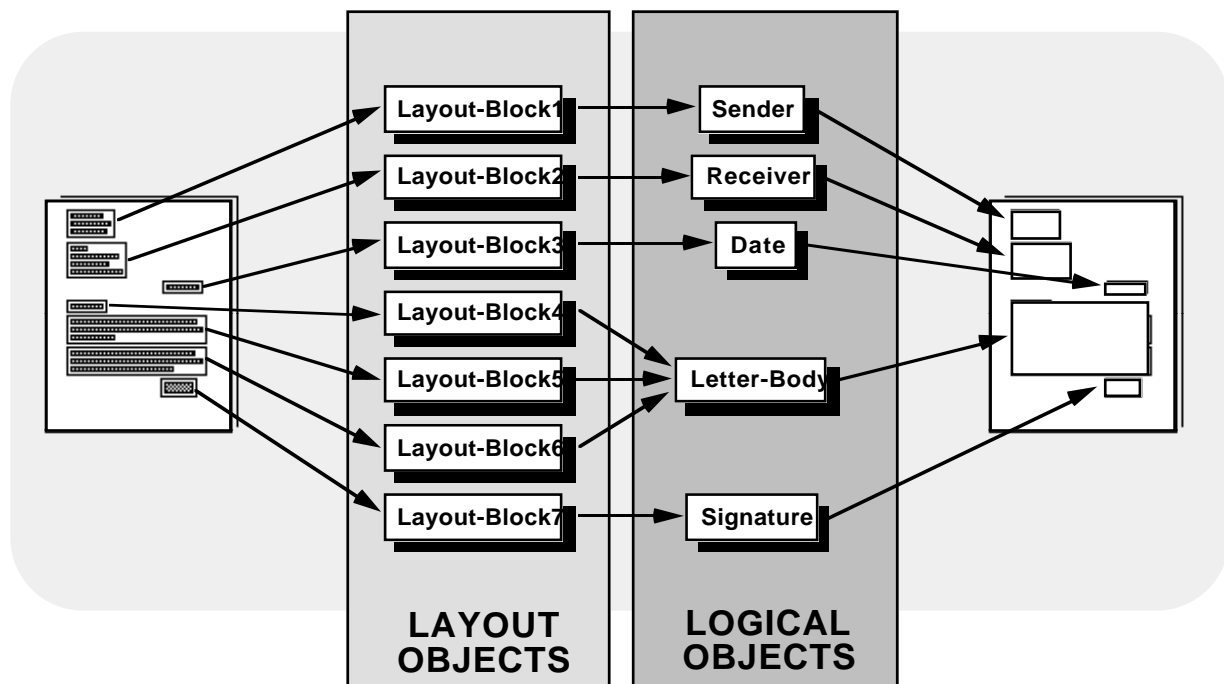 Layout-Block1
Sender
Layout-Block2
Receiver
Layout-Block3
Date
Layout-Block4
Layout-Block5
Letter-Body
Layout-Block6
Layout-Block7
Signature
LAYOUT
OBJECTS
LOGICAL
OBJECTS